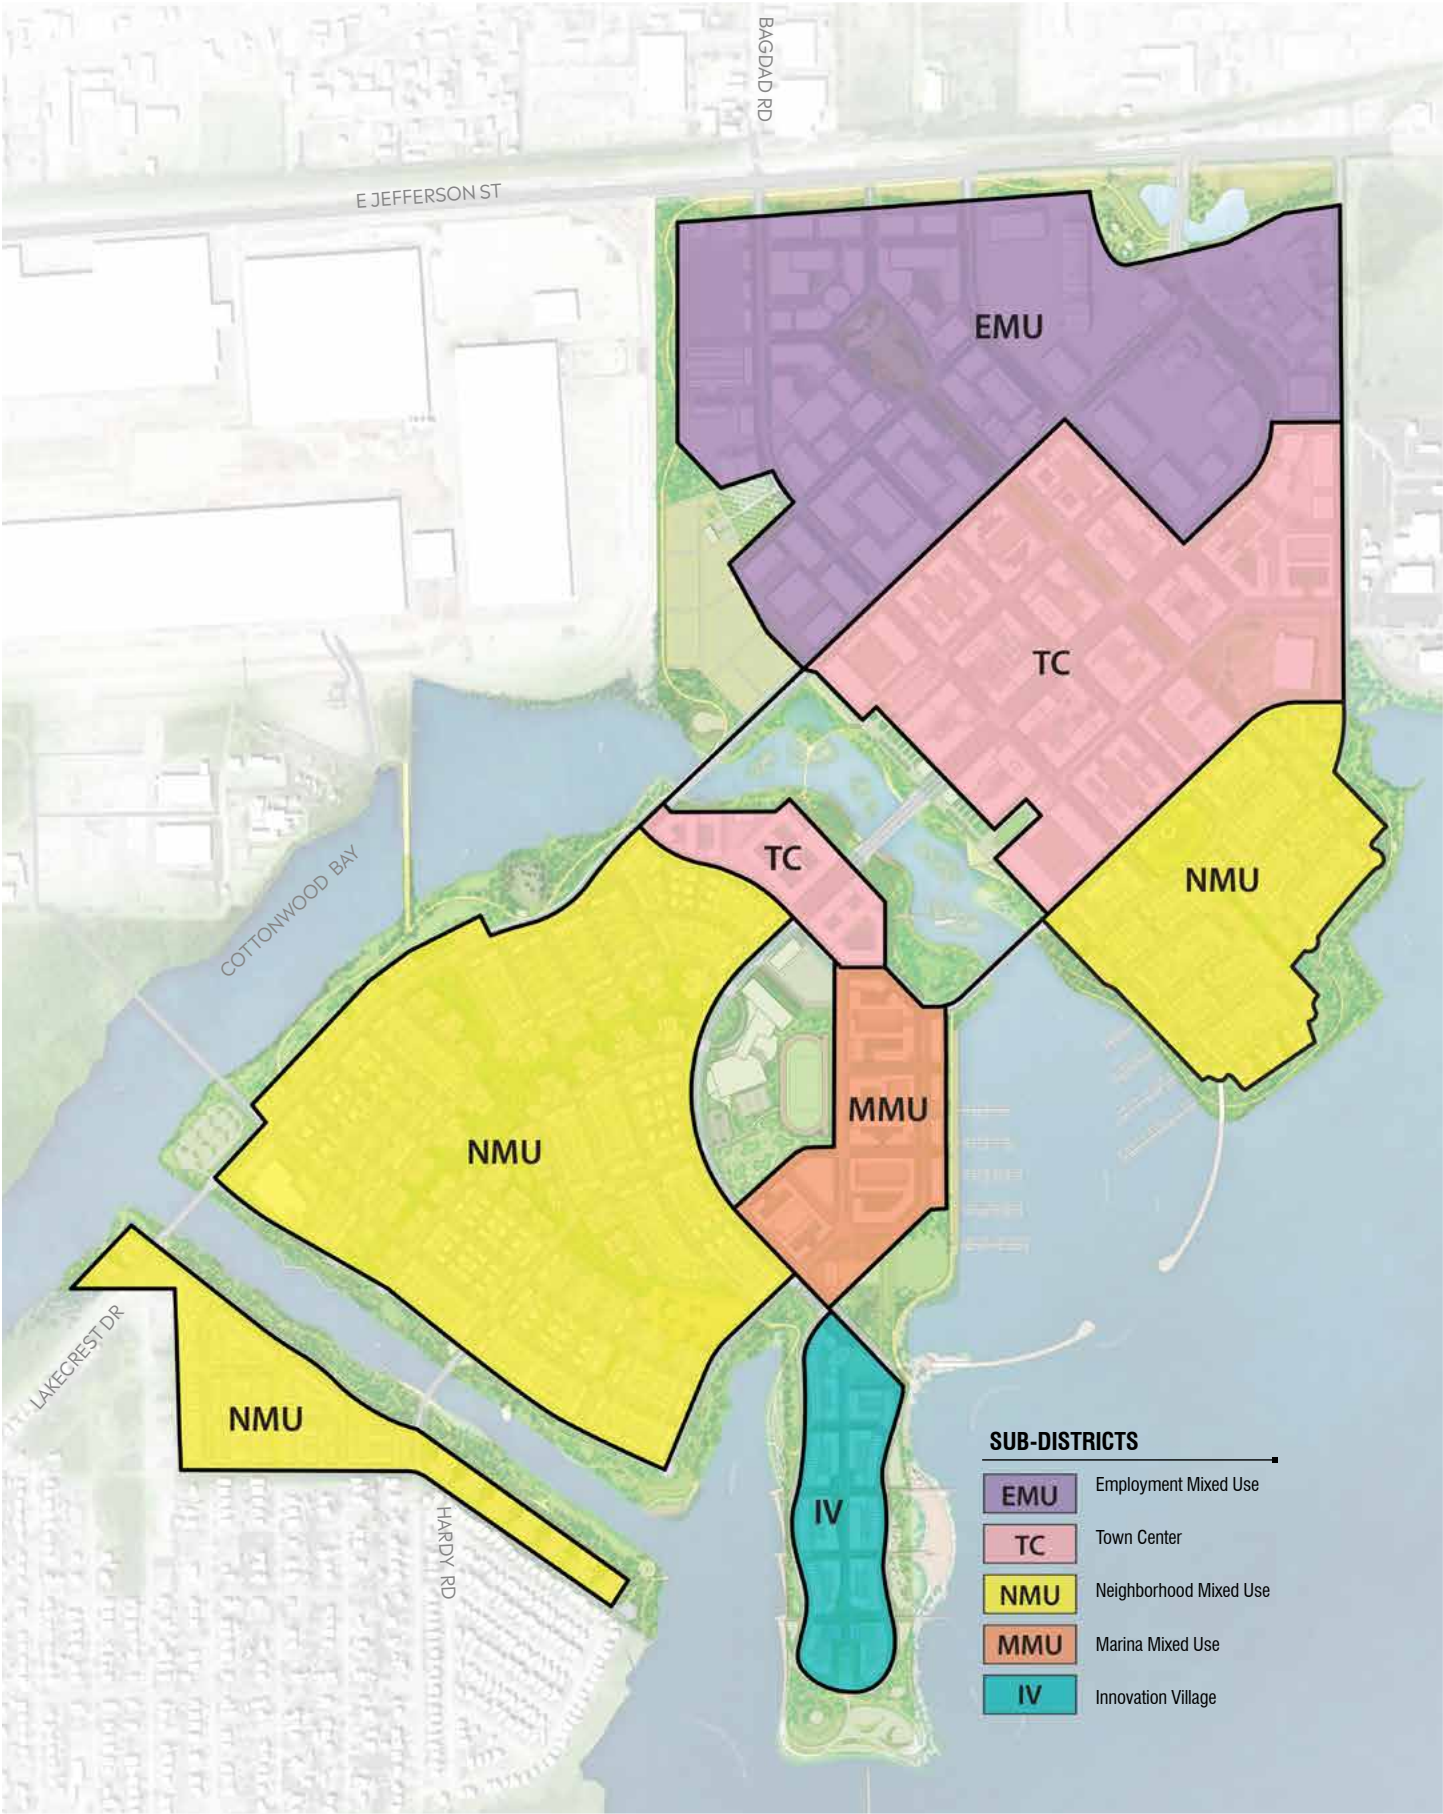 BAGDAD RD
E JEFFERSON ST
EMU
TC
TC
NMU
COTTONWOOD BAY
MMU
NMU
LAKECREST DR
NMU
HARDY RD
IV
SUB-DISTRICTS
EMU Employment Mixed Use
TC Town Center
NMU Neighborhood Mixed Use
MMU Marina Mixed Use
IV Innovation Village